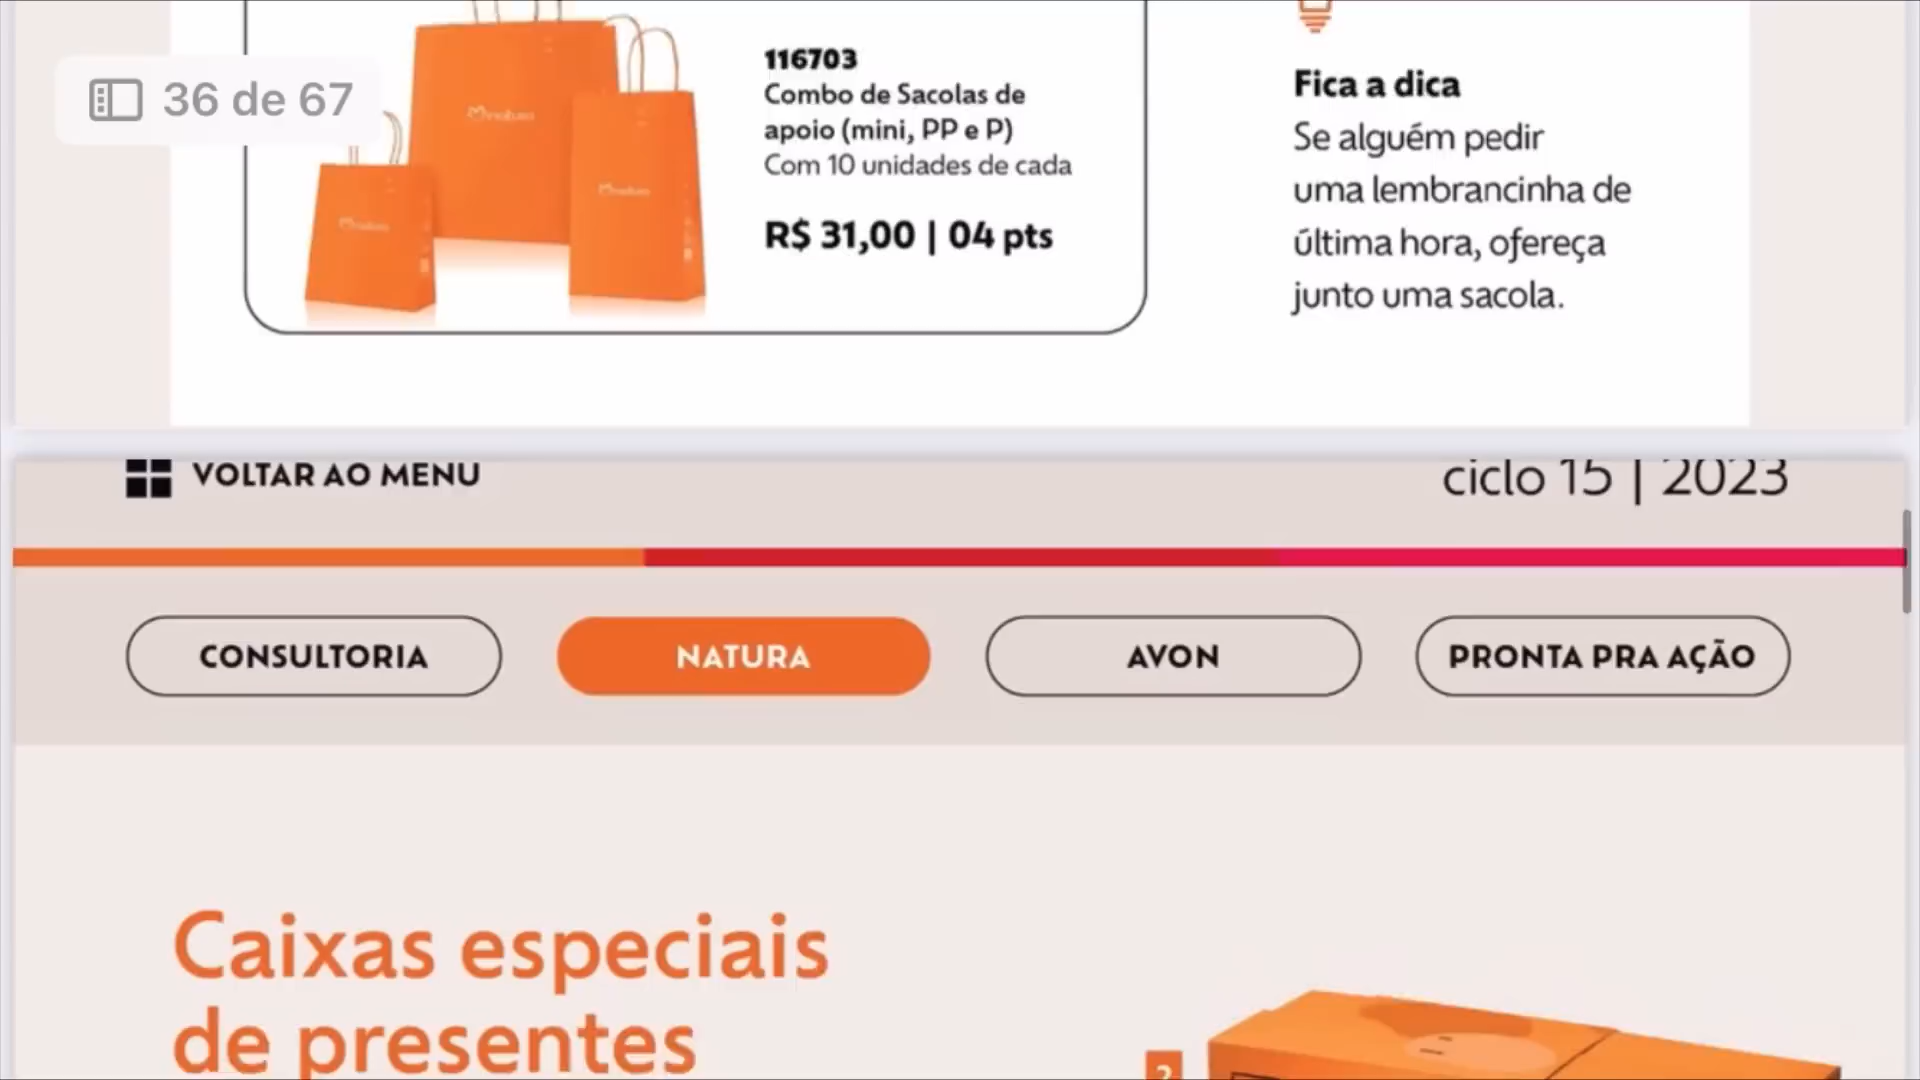 36 de 67
116703
Combo de Sacolas de
apoio (mini, PP e P)
Com 10 unidades de cada
R$ 31,00 | 04 pts
Fica a dica
Se alguém pedir
uma lembrancinha de
última hora, ofereça
junto uma sacola.
VOLTAR AO MENU
ciclo 15 | 2023
CONSULTORIA
NATURA
AVON
PRONTA PRA AÇÃO
Caixas especiais
de presentes
2